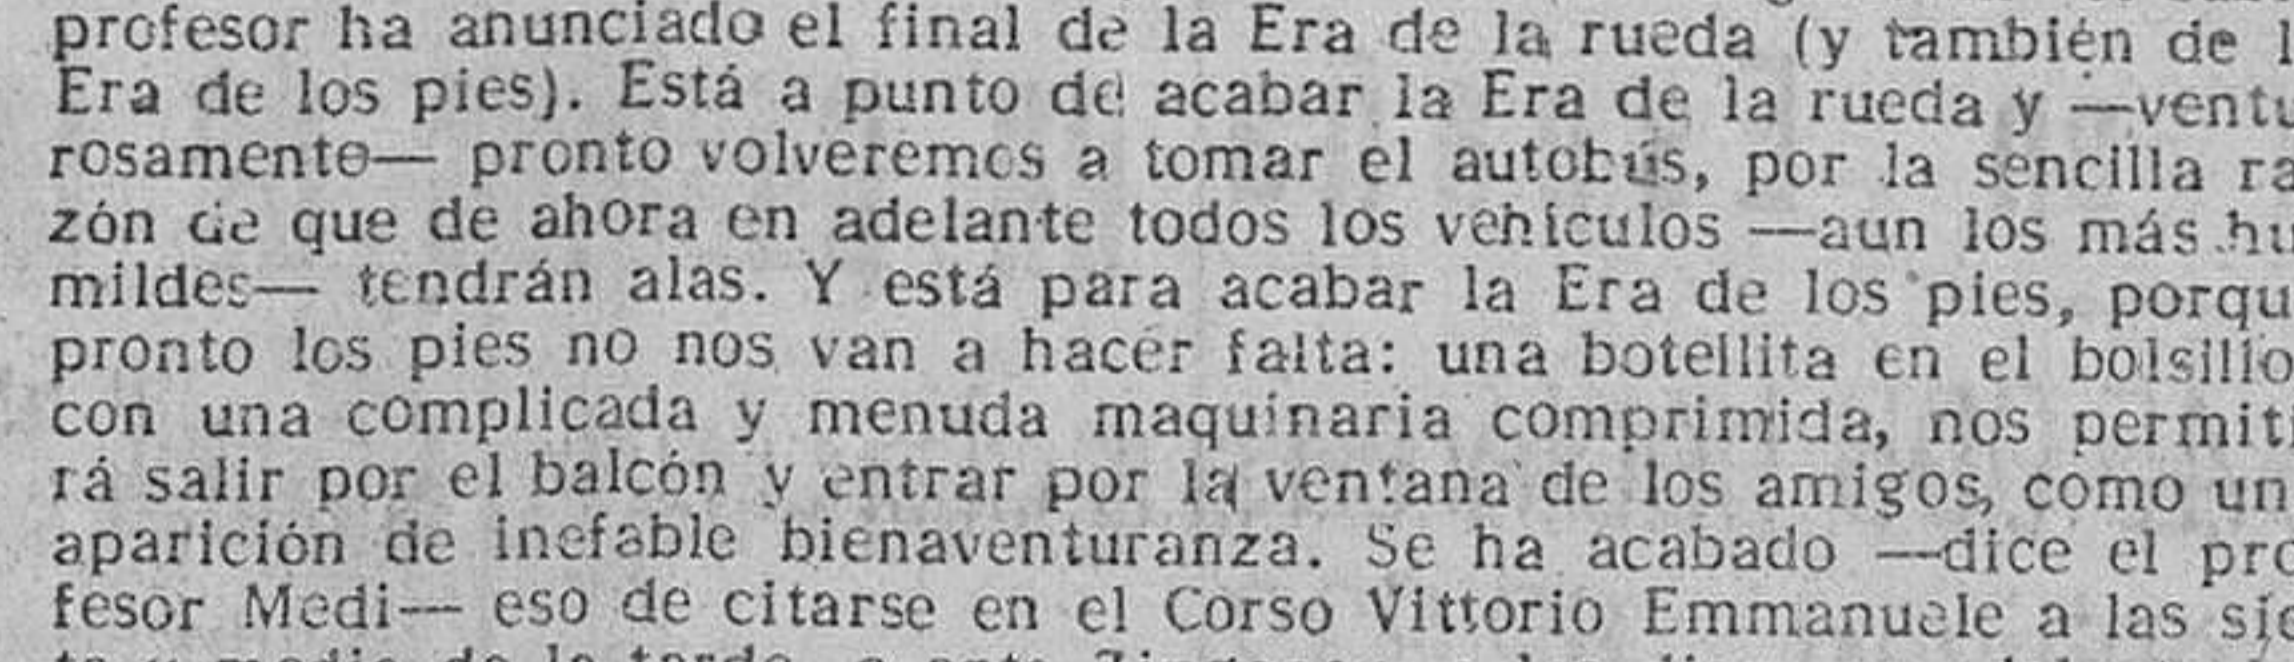 profesor ha anunciado el final de la Era de la rueda (y también de l
Era de los pies). Está a punto de acabar la Era de la rueda y —ventu
rosamente— pronto volveremos a tomar el autobús, por la sencilla ra
zón de que de ahora en adelante todos los vehículos —aun los más hu
mildes— tendrán alas. Y está para acabar la Era de los pies, porqu
pronto los pies no nos van a hacer falta: una botellita en el bolsillo
con una complicada y menuda maquinaria comprimida, nos permiti
rá salir por el balcón y entrar por la ventana de los amigos, como un
aparición de inefable bienaventuranza. Se ha acabado —dice el pro
fesor Medi— eso de citarse en el Corso Vittorio Emmanuele a las sie